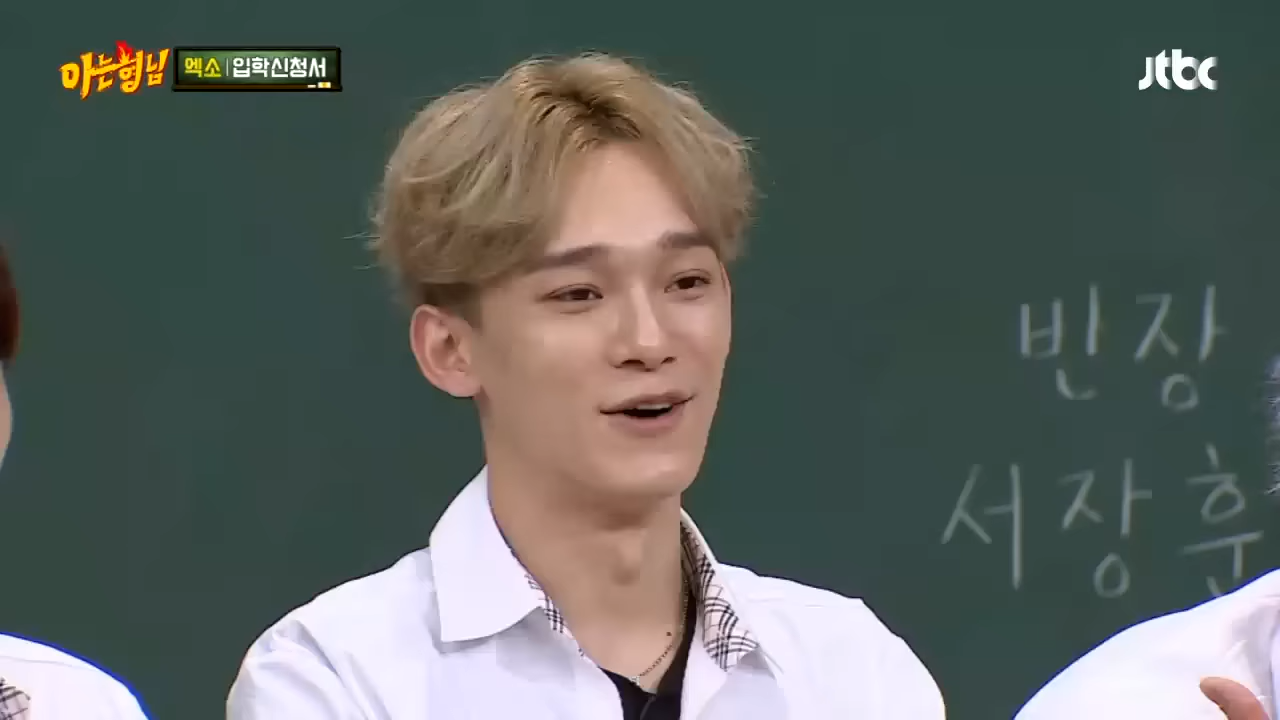 아는형님
엑소 | 입학신청서
jtbc
반장
서장훈